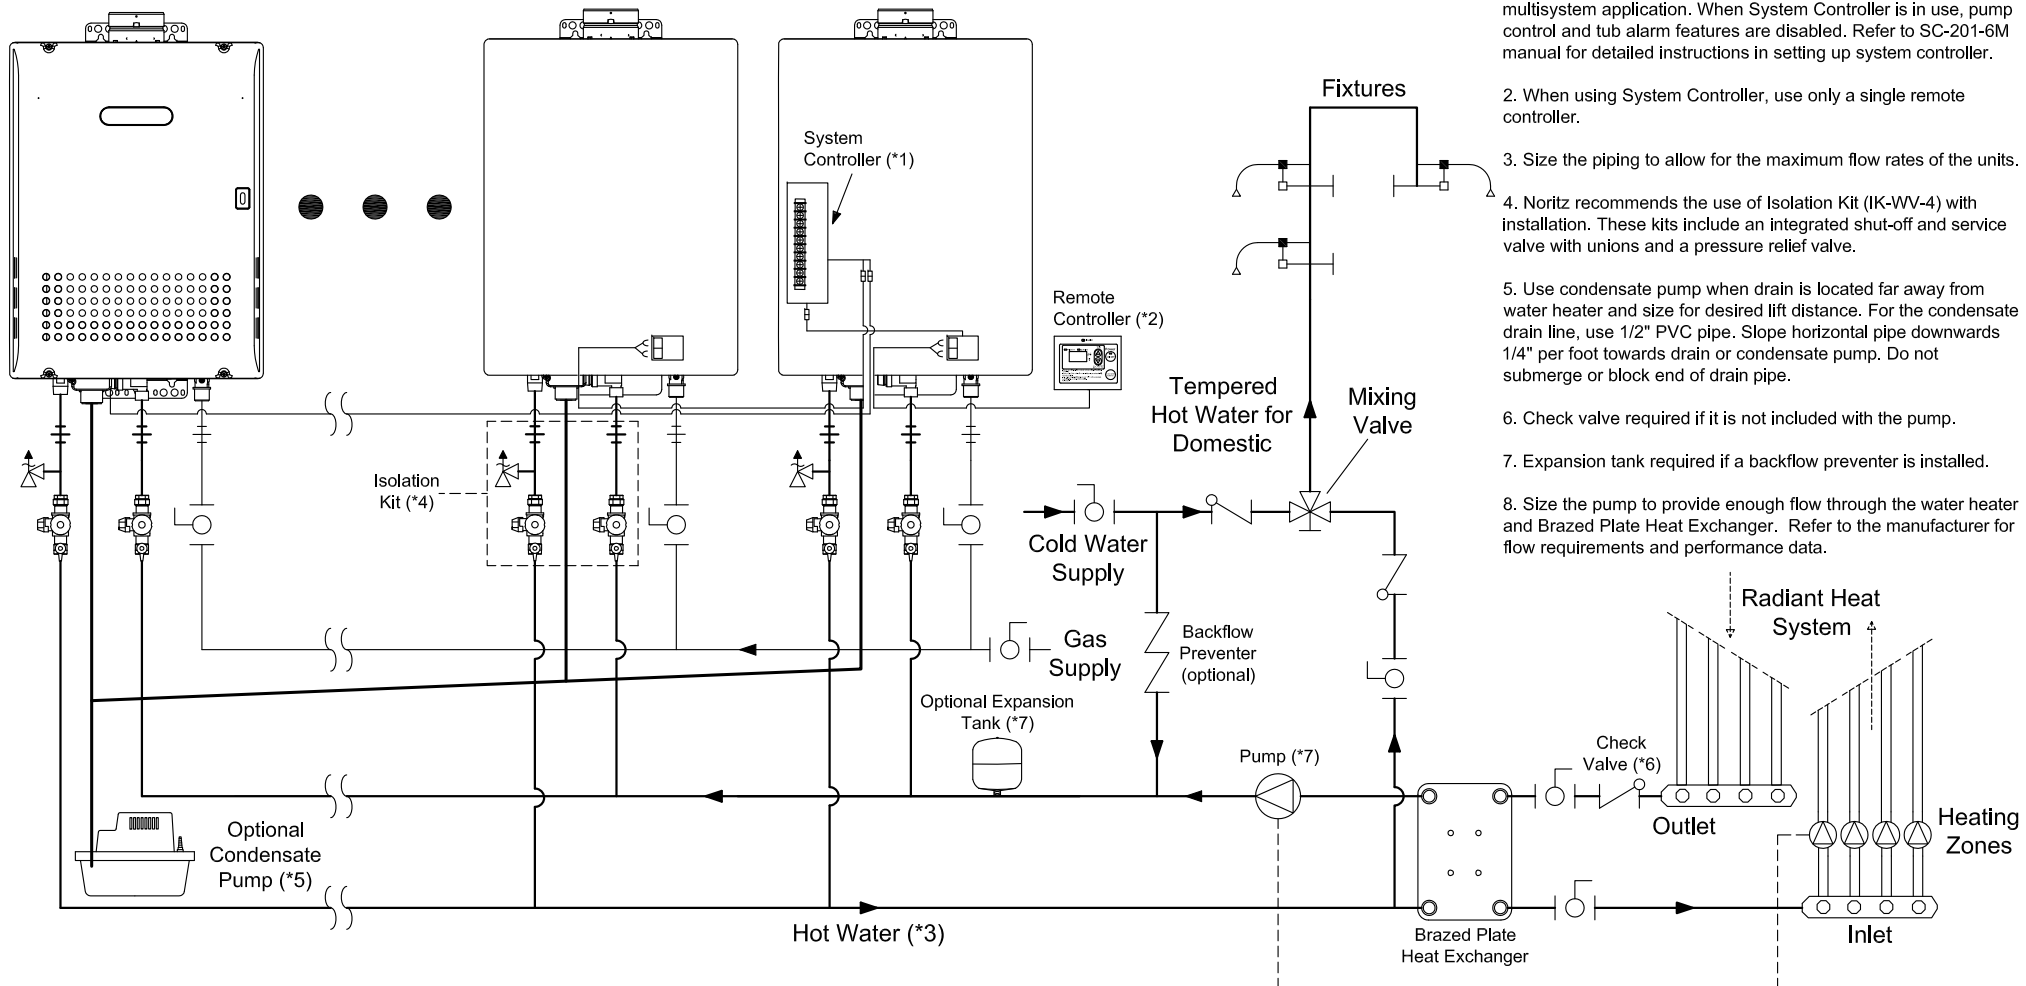 multisystem application. When System Controller is in use, pump
control and tub alarm features are disabled. Refer to SC-201-6M
manual for detailed instructions in setting up system controller.
2. When using System Controller, use only a single remote
controller.
3. Size the piping to allow for the maximum flow rates of the units.
4. Noritz recommends the use of Isolation Kit (IK-WV-4) with
installation. These kits include an integrated shut-off and service
valve with unions and a pressure relief valve.
5. Use condensate pump when drain is located far away from
water heater and size for desired lift distance. For the condensate
drain line, use 1/2" PVC pipe. Slope horizontal pipe downwards
1/4" per foot towards drain or condensate pump. Do not
submerge or block end of drain pipe.
6. Check valve required if it is not included with the pump.
7. Expansion tank required if a backflow preventer is installed.
8. Size the pump to provide enough flow through the water heater
and Brazed Plate Heat Exchanger. Refer to the manufacturer for
flow requirements and performance data.
Fixtures
System
Controller (*1)
Remote
Controller (*2)
Tempered
Hot Water for
Domestic
Mixing
Valve
Isolation
Kit (*4)
Cold Water
Supply
Gas
Supply
Backflow
Preventer
(optional)
Radiant Heat
System
Optional Expansion
Tank (*7)
Pump (*7)
Check
Valve (*6)
Outlet
Heating
Zones
Optional
Condensate
Pump (*5)
Hot Water (*3)
Brazed Plate
Heat Exchanger
Inlet